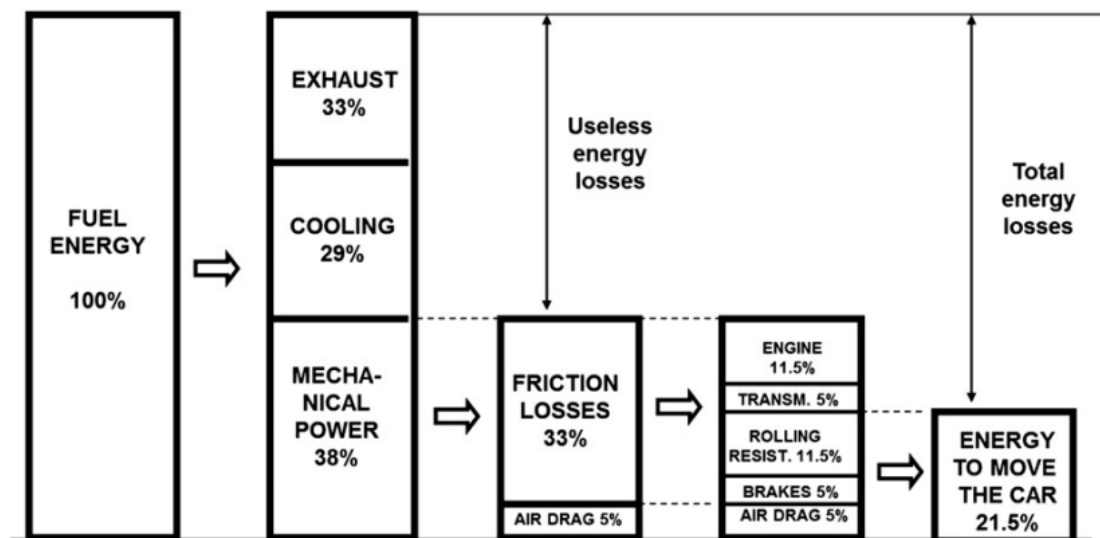 FUEL
ENERGY
100%
EXHAUST
33%
COOLING
29%
MECHA-
NICAL
POWER
38%
Useless
energy
losses
FRICTION
LOSSES
33%
AIR DRAG 5%
ENGINE
11.5%
TRANSM. 5%
ROLLING
RESIST. 11.5%
BRAKES 5%
AIR DRAG 5%
Total
energy
losses
ENERGY
TO MOVE
THE CAR
21.5%